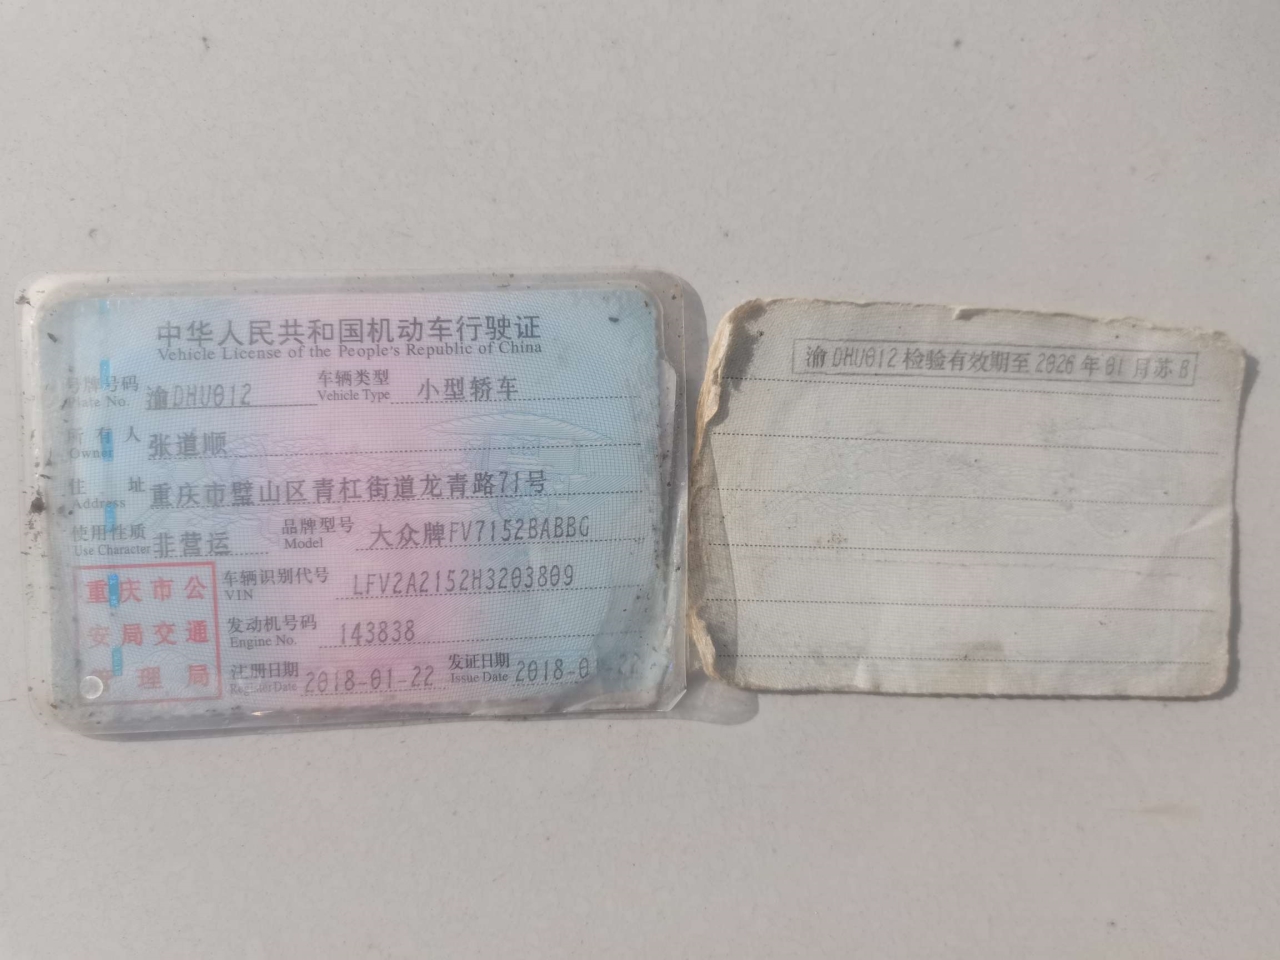 中华人民共和国机动车行驶证
Vehicle License of the People's Republic of China
号牌号码 渝DHU012 车辆类型 小型轿车
Plate No. Vehicle Type
所有人 张道顺
Owner
住址 重庆市璧山区青杠街道龙青路71号
Address
使用性质 非营运 品牌型号 大众牌FV7152BABBG
Use Character Model
重庆市公安局交通管理局
车辆识别代号 LFV2A2152H3203809
VIN
发动机号码 143838
Engine No.
注册日期 2018-01-22 发证日期 2018-01
Register Date Issue Date
渝DHU012检验有效期至2026年01月苏B